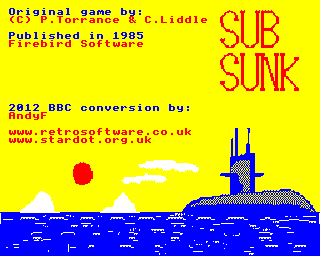 Original game by:
(C) P.Torrance & C.Liddle
Published in 1985
Firebird Software
SUB
SUNK
2012 BBC conversion by:
AndyF
www.retrosoftware.co.uk
www.stardot.org.uk